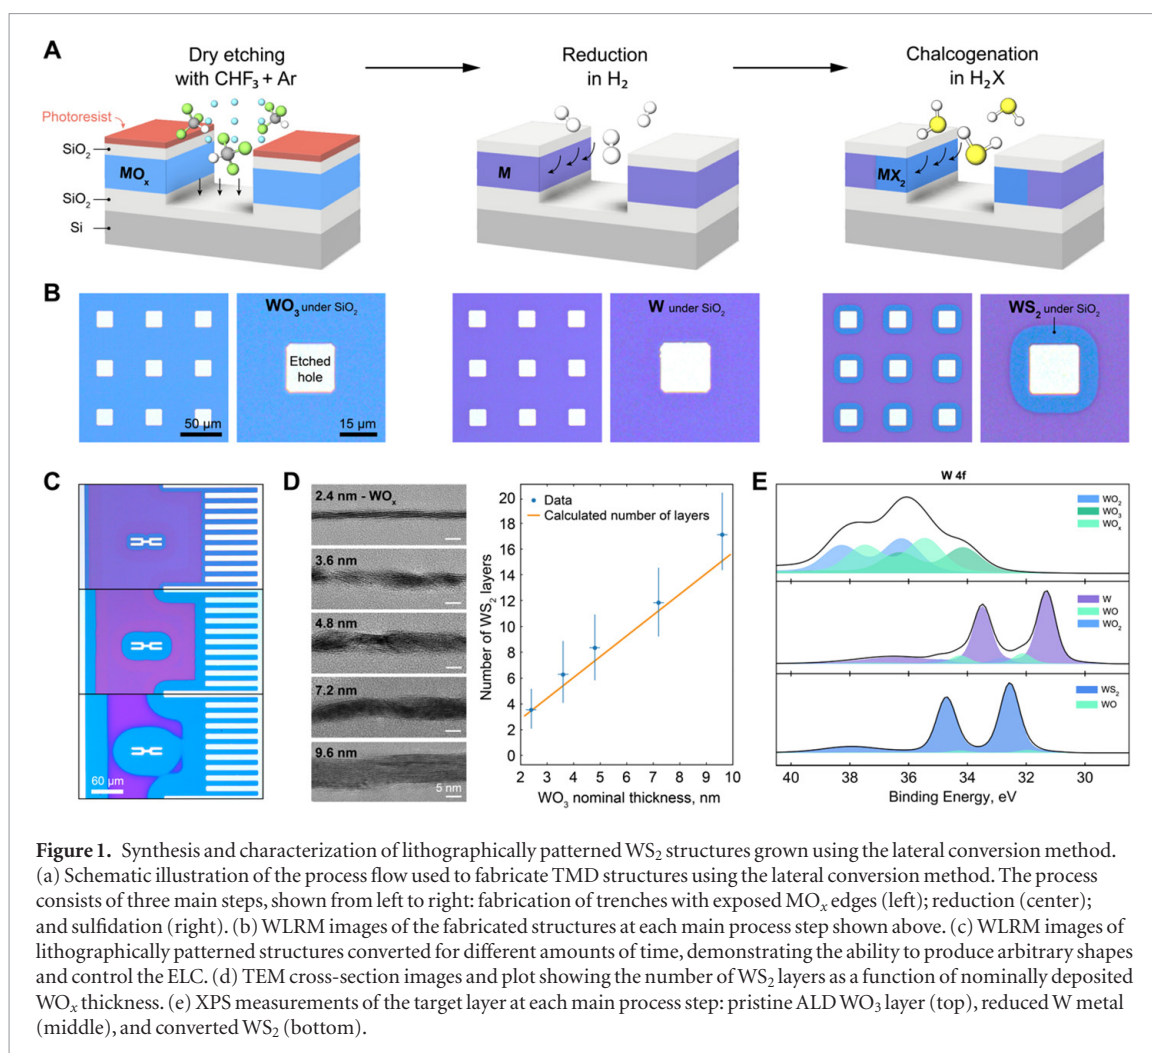 A
Dry etching
with CHF₃ + Ar
Reduction
in H₂
Chalcogenation
in H₂X
Photoresist
SiO₂
MOₓ
SiO₂
Si
M
MX₂
B
WO₃ under SiO₂
Etched
hole
50 µm
15 µm
W under SiO₂
WS₂ under SiO₂
C
60 µm
D
2.4 nm - WOₓ
3.6 nm
4.8 nm
7.2 nm
9.6 nm
5 nm
Number of WS₂ layers
20
18
16
14
12
10
8
6
4
2
0
Data
Calculated number of layers
2 3 4 5 6 7 8 9 10
WO₃ nominal thickness, nm
E
W 4f
WO₂
WO₃
WOₓ
W
WO
WO₂
WS₂
WO
40 38 36 34 32 30
Binding Energy, eV
Figure 1. Synthesis and characterization of lithographically patterned WS₂ structures grown using the lateral conversion method.
(a) Schematic illustration of the process flow used to fabricate TMD structures using the lateral conversion method. The process
consists of three main steps, shown from left to right: fabrication of trenches with exposed MOₓ edges (left); reduction (center);
and sulfidation (right). (b) WLRM images of the fabricated structures at each main process step shown above. (c) WLRM images of
lithographically patterned structures converted for different amounts of time, demonstrating the ability to produce arbitrary shapes
and control the ELC. (d) TEM cross-section images and plot showing the number of WS₂ layers as a function of nominally deposited
WOₓ thickness. (e) XPS measurements of the target layer at each main process step: pristine ALD WO₃ layer (top), reduced W metal
(middle), and converted WS₂ (bottom).